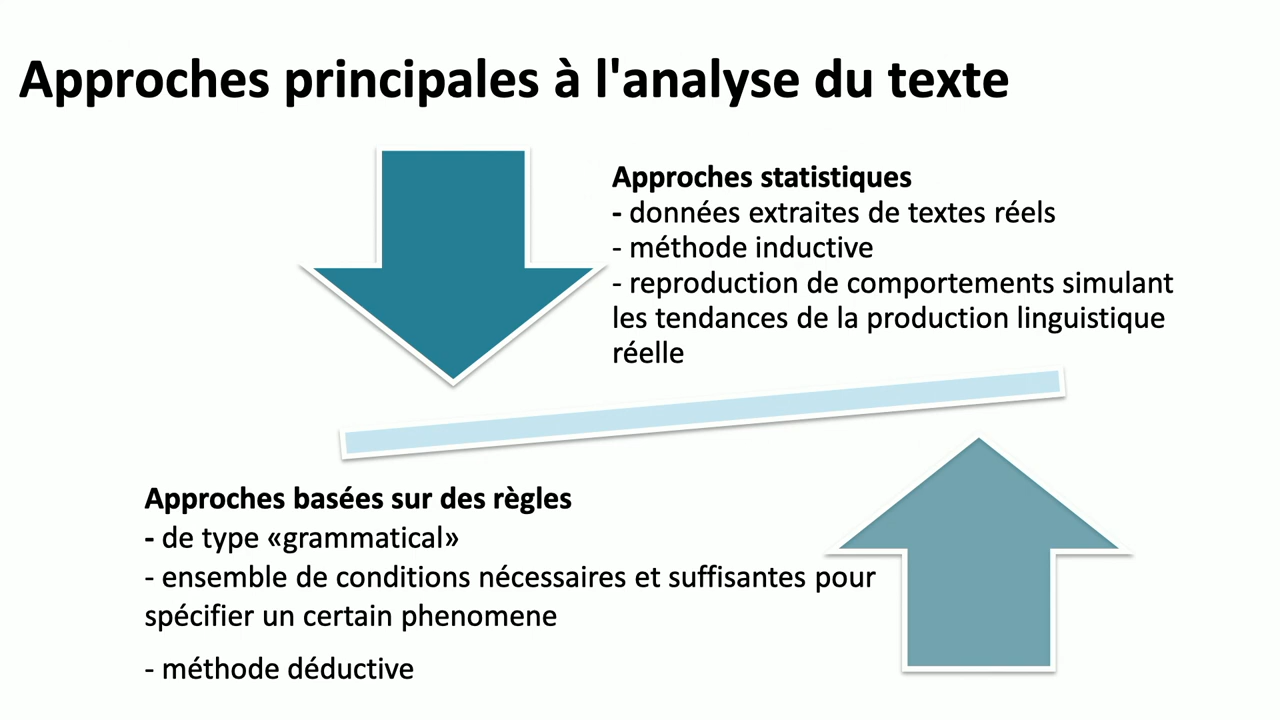 Approches principales à l'analyse du texte
Approches statistiques
- données extraites de textes réels
- méthode inductive
- reproduction de comportements simulant
les tendances de la production linguistique
réelle
Approches basées sur des règles
- de type «grammatical»
- ensemble de conditions nécessaires et suffisantes pour
spécifier un certain phenomene
- méthode déductive